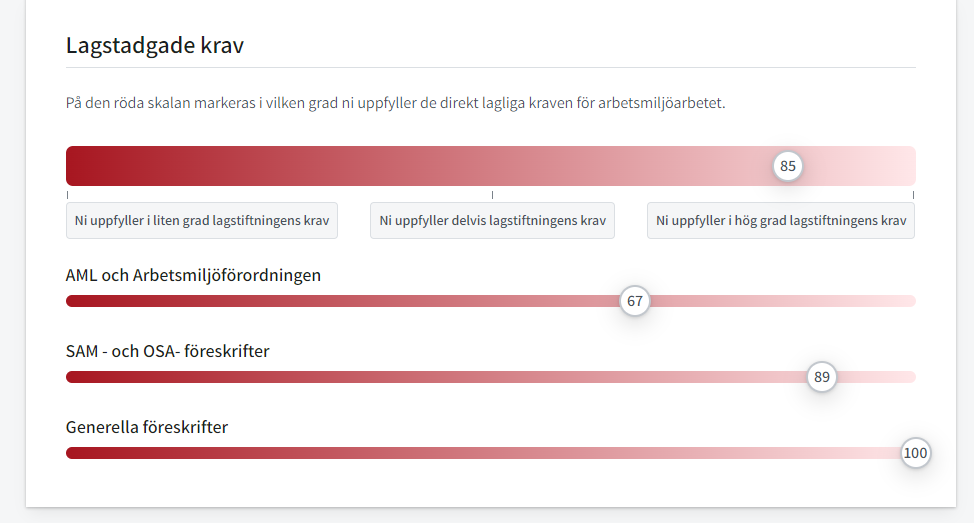 Lagstadgade krav
På den röda skalan markeras i vilken grad ni uppfyller de direkt lagliga kraven för arbetsmiljöarbetet.
85
Ni uppfyller i liten grad lagstiftningens krav
Ni uppfyller delvis lagstiftningens krav
Ni uppfyller i hög grad lagstiftningens krav
AML och Arbetsmiljöförordningen
67
SAM - och OSA- föreskrifter
89
Generella föreskrifter
100